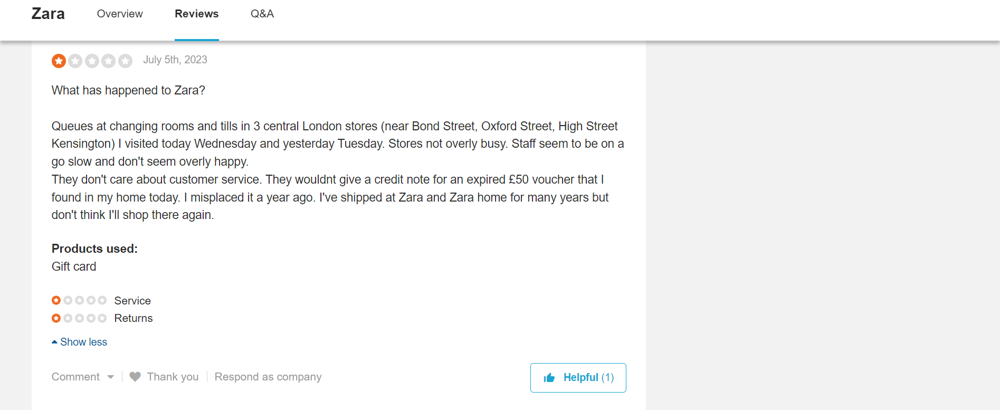 Zara Overview Reviews Q&A
July 5th, 2023
What has happened to Zara?
Queues at changing rooms and tills in 3 central London stores (near Bond Street, Oxford Street, High Street
Kensington) I visited today Wednesday and yesterday Tuesday. Stores not overly busy. Staff seem to be on a
go slow and don't seem overly happy.
They don't care about customer service. They wouldnt give a credit note for an expired £50 voucher that I
found in my home today. I misplaced it a year ago. I've shipped at Zara and Zara home for many years but
don't think I'll shop there again.
Products used:
Gift card
Service
Returns
Show less
Comment Thank you Respond as company Helpful (1)